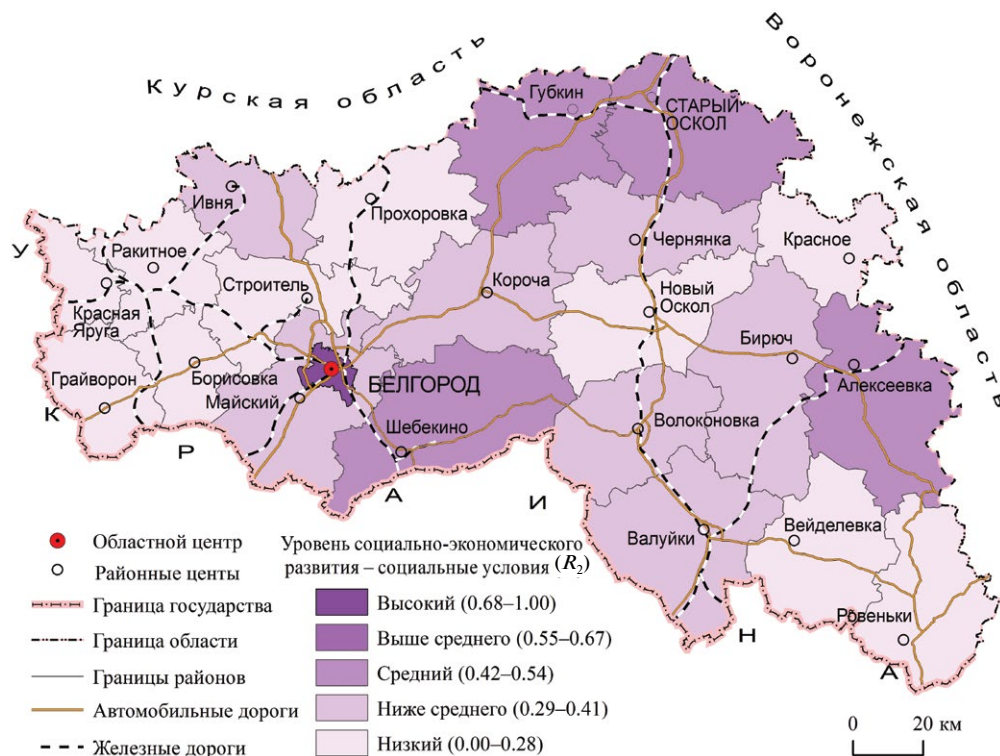 Курская область
Воронежская область
УКРАИНА
Губкин
СТАРЫЙ
ОСКОЛ
Ивня
Прохоровка
Ракитное
Чернянка
Красное
Строитель
Короча
НОВЫЙ
Оскол
Красная
Яруга
Бирюч
Грайворон
Борисовка
БЕЛГОРОД
Алексеевка
Майский
Шебекино
Волоконовка
Валуйки
Вейделевка
Ровеньки
Областной центр
Районные центы
Граница государства
Граница области
Границы районов
Автомобильные дороги
Железные дороги
Уровень социально-экономического
развития – социальные условия (R₂)
Высокий (0.68–1.00)
Выше среднего (0.55–0.67)
Средний (0.42–0.54)
Ниже среднего (0.29–0.41)
Низкий (0.00–0.28)
0 20 км